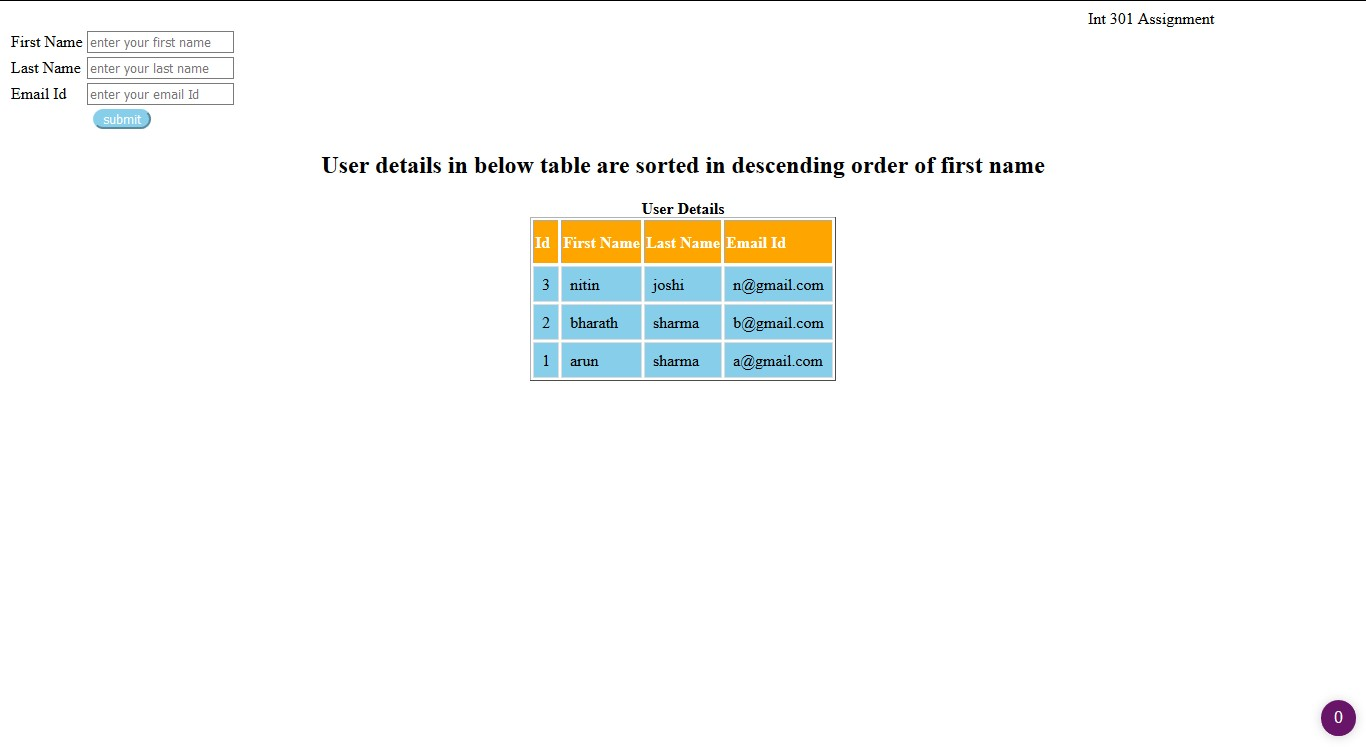 Int 301 Assignment
First Name enter your first name
Last Name enter your last name
Email Id enter your email Id
submit
User details in below table are sorted in descending order of first name
User Details
Id First Name Last Name Email Id
3 nitin joshi n@gmail.com
2 bharath sharma b@gmail.com
1 arun sharma a@gmail.com
0